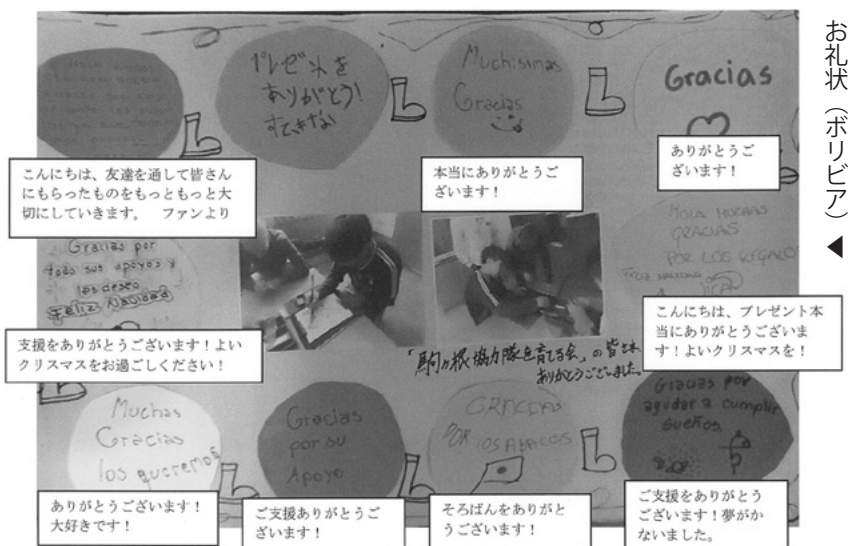 お礼状（ボリビア）◀
プレゼントを
ありがとう！
すてきな
Muchisimas
Gracias
Gracias
こんにちは、友達を通して皆さん
にもらったものをもっともっと大
切にしていきます。　ファンより
本当にありがとうご
ざいます！
ありがとうご
ざいます！
Gracias por
todo sus apoyos y
les deseo
Feliz Navidad
HOLA MUCHAS
GRACIAS
POR LOS REGALO
FELIZ NAVIDAD
支援をありがとうございます！よい
クリスマスをお過ごしください！
こんにちは、プレゼント本
当にありがとうございま
す！よいクリスマスを！
「駒ヶ根協力隊を育てる会」の皆さま
ありがとうございました。
Muchas
Gracias
los queremos
Gracias
por su
Apoyo
GRACIAS
POR los ABACOS
Gracias por
ayudar a cumplir
sueños
ありがとうございます！
大好きです！
ご支援ありがとうご
ざいます！
そろばんをありがと
うございます！
ご支援をありがとう
ございます！夢がか
ないました。